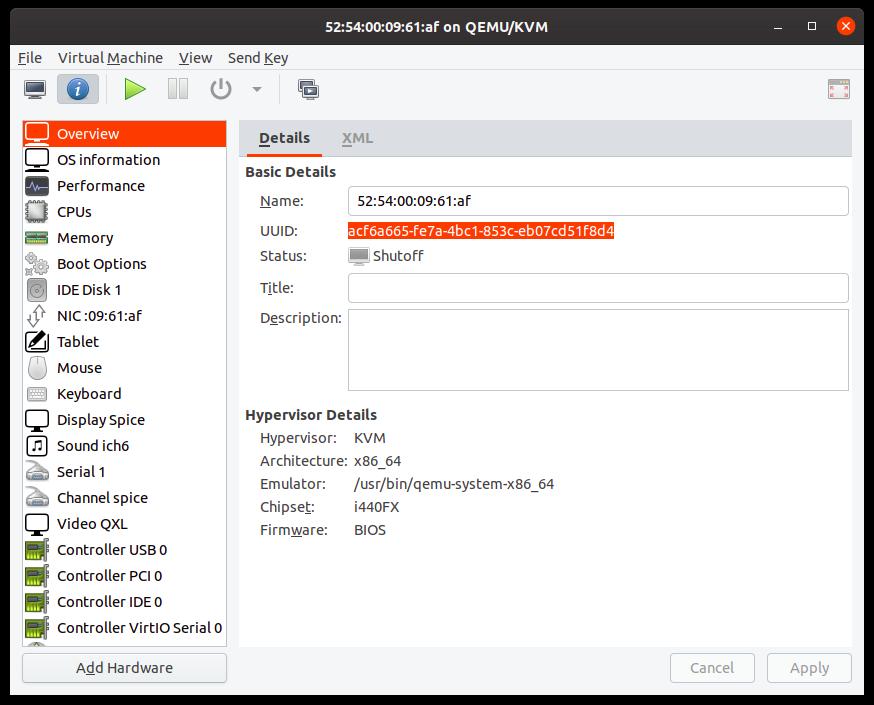 52:54:00:09:61:af on QEMU/KVM
File Virtual Machine View Send Key
Overview
OS information
Performance
CPUs
Memory
Boot Options
IDE Disk 1
NIC :09:61:af
Tablet
Mouse
Keyboard
Display Spice
Sound ich6
Serial 1
Channel spice
Video QXL
Controller USB 0
Controller PCI 0
Controller IDE 0
Controller VirtIO Serial 0
Add Hardware
Details XML
Basic Details
Name: 52:54:00:09:61:af
UUID: acf6a665-fe7a-4bc1-853c-eb07cd51f8d4
Status: Shutoff
Title:
Description:
Hypervisor Details
Hypervisor: KVM
Architecture: x86_64
Emulator: /usr/bin/qemu-system-x86_64
Chipset: i440FX
Firmware: BIOS
Cancel Apply